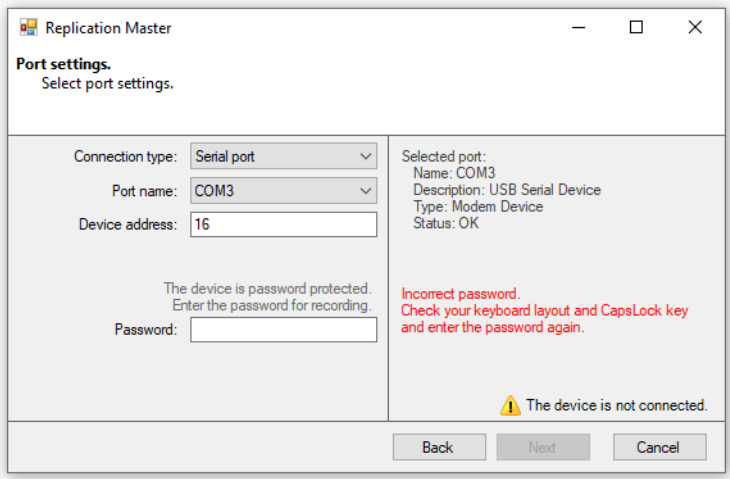 Replication Master
Port settings.
Select port settings.
Connection type: Serial port
Port name: COM3
Device address: 16
The device is password protected.
Enter the password for recording.
Password:
Selected port:
Name: COM3
Description: USB Serial Device
Type: Modem Device
Status: OK
Incorrect password.
Check your keyboard layout and CapsLock key
and enter the password again.
The device is not connected.
Back
Next
Cancel